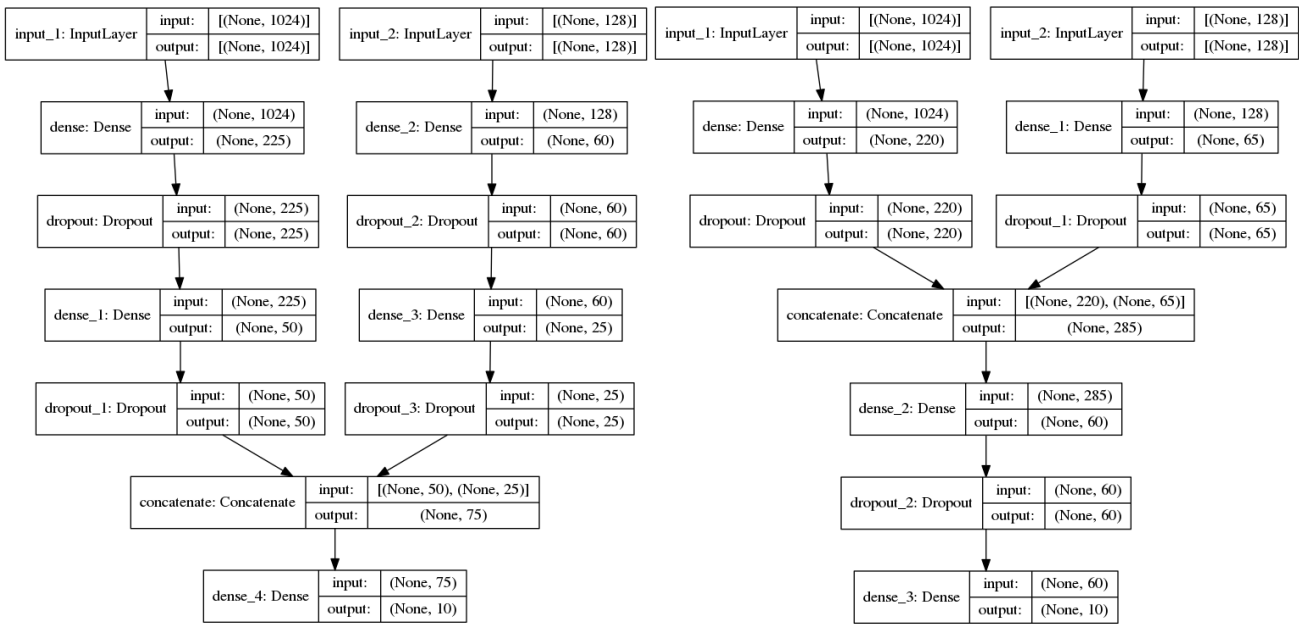 input_1: InputLayer
input:
[(None, 1024)]
output:
[(None, 1024)]
input_2: InputLayer
input:
[(None, 128)]
output:
[(None, 128)]
dense: Dense
input:
(None, 1024)
output:
(None, 225)
dense_2: Dense
input:
(None, 128)
output:
(None, 60)
dropout: Dropout
input:
(None, 225)
output:
(None, 225)
dropout_2: Dropout
input:
(None, 60)
output:
(None, 60)
dense_1: Dense
input:
(None, 225)
output:
(None, 50)
dense_3: Dense
input:
(None, 60)
output:
(None, 25)
dropout_1: Dropout
input:
(None, 50)
output:
(None, 50)
dropout_3: Dropout
input:
(None, 25)
output:
(None, 25)
concatenate: Concatenate
input:
[(None, 50), (None, 25)]
output:
(None, 75)
dense_4: Dense
input:
(None, 75)
output:
(None, 10)
input_1: InputLayer
input:
[(None, 1024)]
output:
[(None, 1024)]
input_2: InputLayer
input:
[(None, 128)]
output:
[(None, 128)]
dense: Dense
input:
(None, 1024)
output:
(None, 220)
dense_1: Dense
input:
(None, 128)
output:
(None, 65)
dropout: Dropout
input:
(None, 220)
output:
(None, 220)
dropout_1: Dropout
input:
(None, 65)
output:
(None, 65)
concatenate: Concatenate
input:
[(None, 220), (None, 65)]
output:
(None, 285)
dense_2: Dense
input:
(None, 285)
output:
(None, 60)
dropout_2: Dropout
input:
(None, 60)
output:
(None, 60)
dense_3: Dense
input:
(None, 60)
output:
(None, 10)